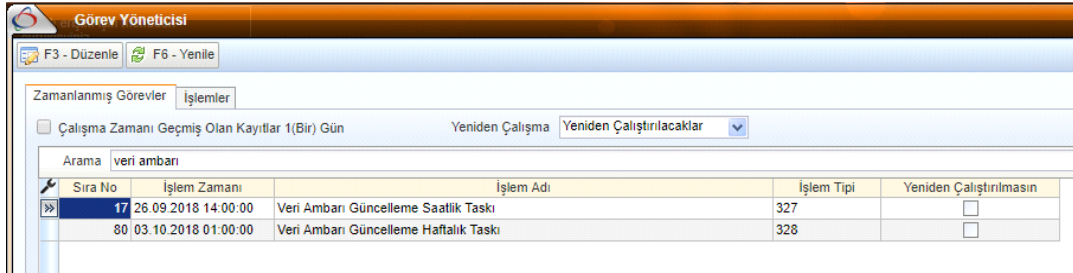 Görev Yöneticisi
F3 - Düzenle F6 - Yenile
Zamanlanmış Görevler İşlemler
Çalışma Zamanı Geçmiş Olan Kayıtlar 1(Bir) Gün Yeniden Çalışma Yeniden Çalıştırılacaklar
Arama veri ambarı
Sıra No İşlem Zamanı İşlem Adı İşlem Tipi Yeniden Çalıştırılmasın
17 26.09.2018 14:00:00 Veri Ambarı Güncelleme Saatlik Taskı 327
80 03.10.2018 01:00:00 Veri Ambarı Güncelleme Haftalık Taskı 328